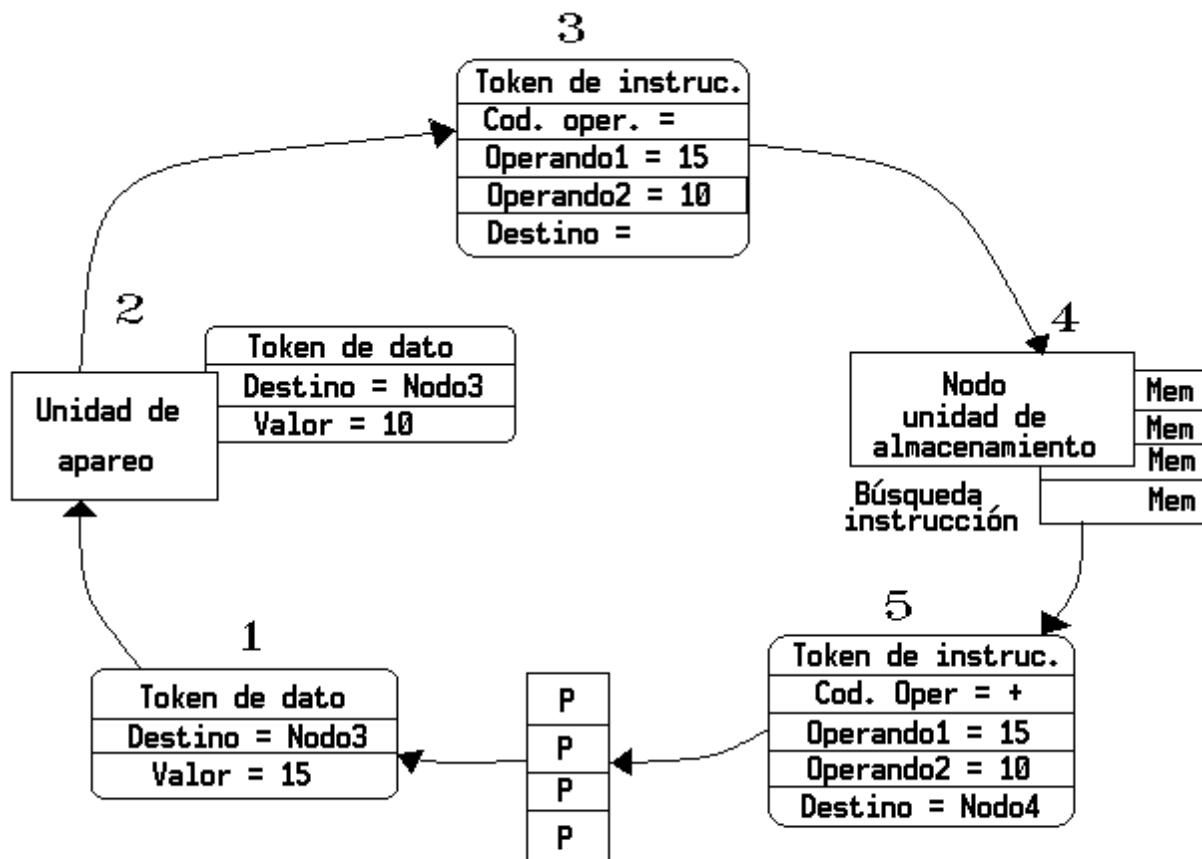 3
Token de instruc.
Cod. oper. =
Operando1 = 15
Operando2 = 10
Destino =
2
Token de dato
Destino = Nodo3
Valor = 10
Unidad de
apareo
4
Nodo
unidad de
almacenamiento
Mem
Mem
Mem
Mem
Búsqueda
instrucción
5
Token de instruc.
Cod. Oper = +
Operando1 = 15
Operando2 = 10
Destino = Nodo4
1
Token de dato
Destino = Nodo3
Valor = 15
P
P
P
P